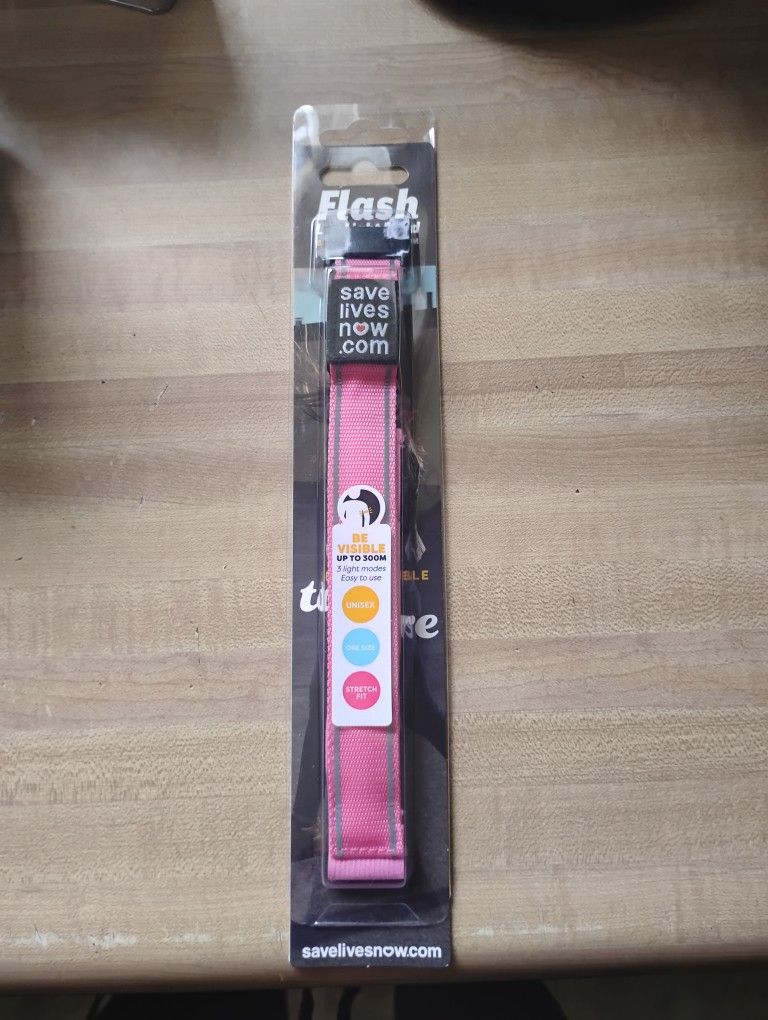 Flash
save
lives
now
.com
BE
VISIBLE
UP TO 300M
3 light modes
Easy to use
UNISEX
ONE SIZE
STRETCH
FIT
savelivesnow.com